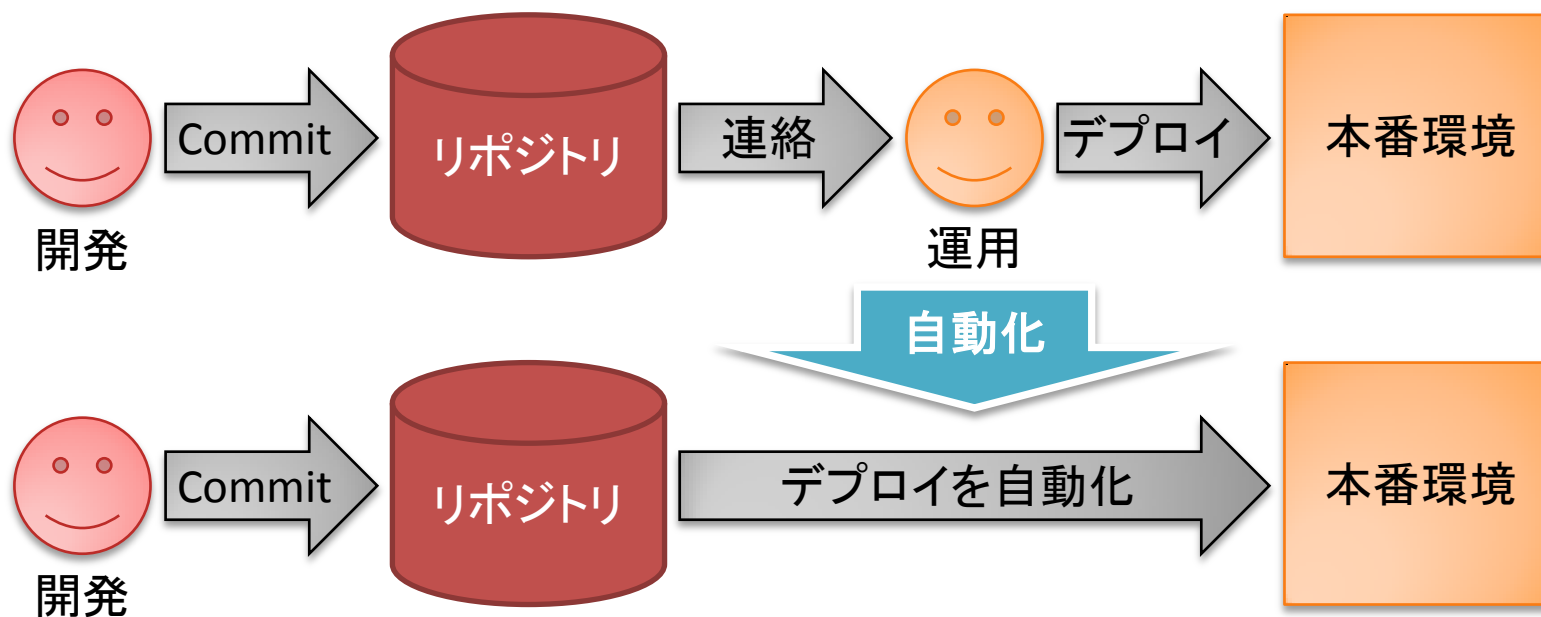 Commit
リポジトリ
連絡
デプロイ
本番環境
開発
運用
自動化
Commit
リポジトリ
デプロイを自動化
本番環境
開発